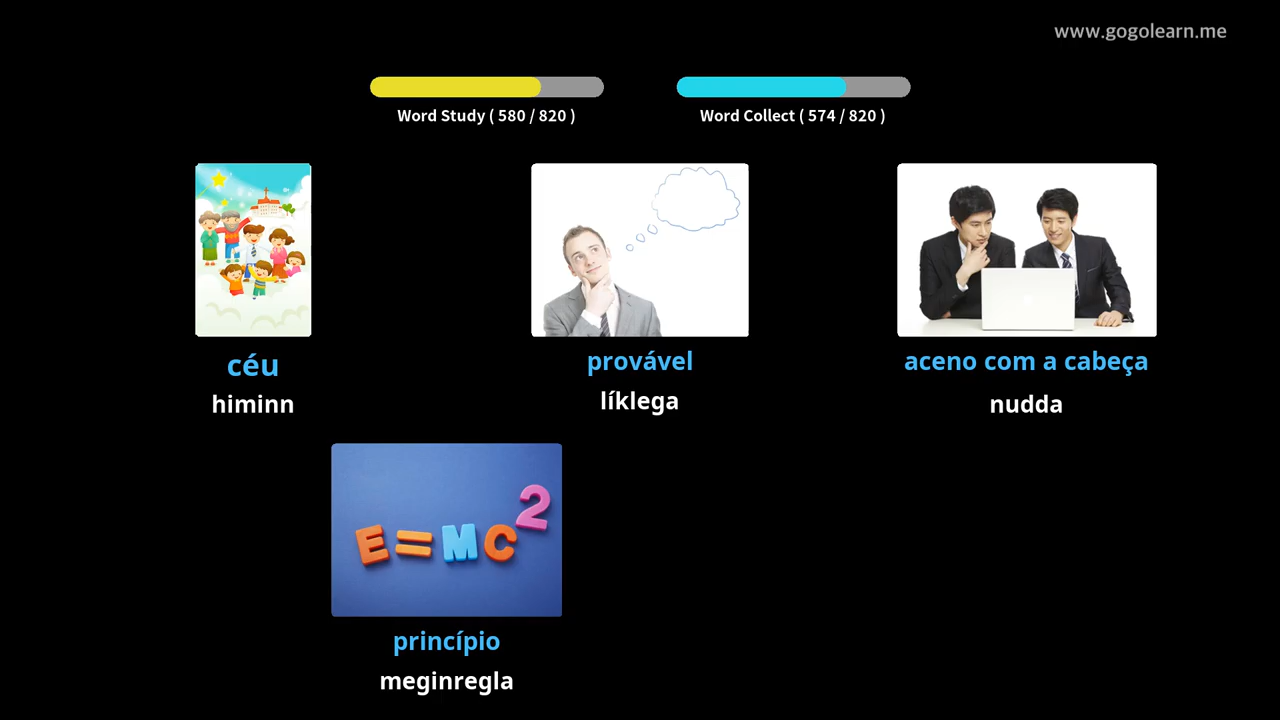 www.gogolearn.me
Word Study ( 580 / 820 )
Word Collect ( 574 / 820 )
céu
himinn
provável
líklega
aceno com a cabeça
nudda
E=MC2
princípio
meginregla